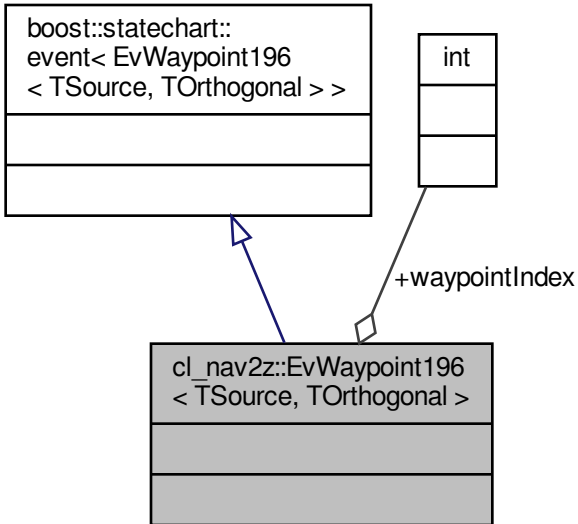 boost::statechart::
event< EvWaypoint196
< TSource, TOrthogonal > >
int
+waypointIndex
cl_nav2z::EvWaypoint196
< TSource, TOrthogonal >